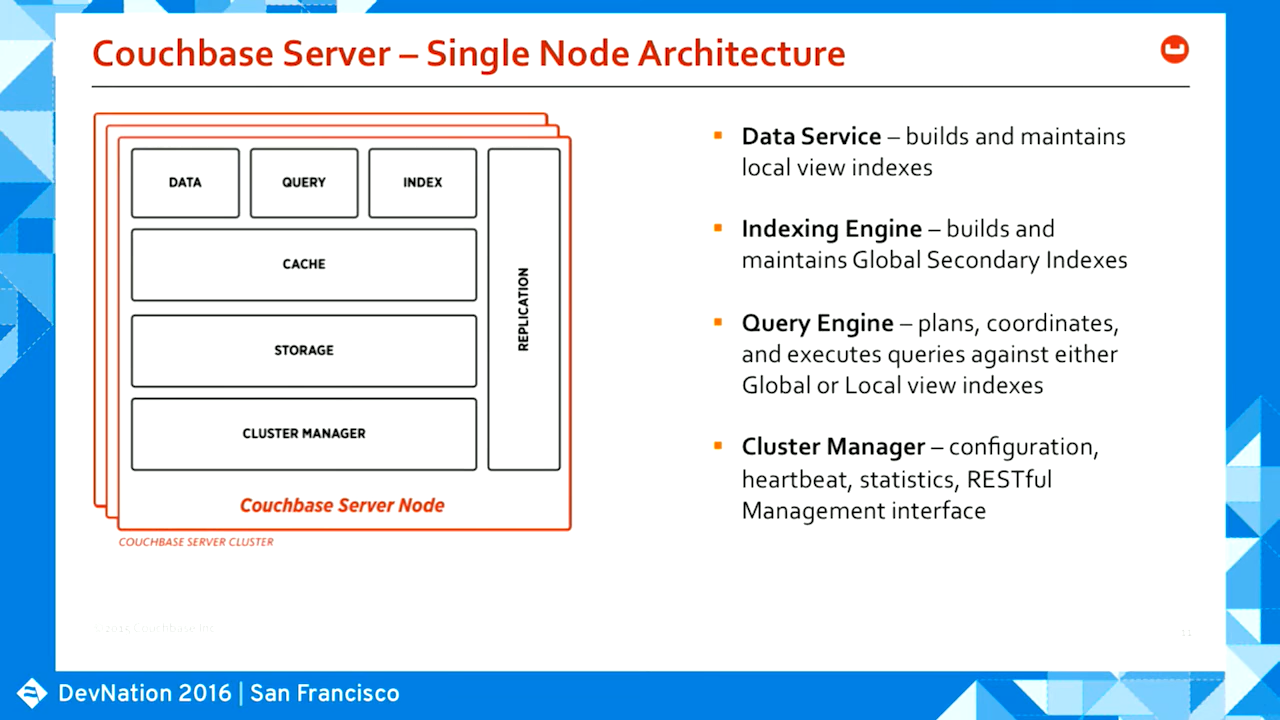 Couchbase Server – Single Node Architecture
DATA
QUERY
INDEX
CACHE
STORAGE
CLUSTER MANAGER
REPLICATION
Couchbase Server Node
COUCHBASE SERVER CLUSTER
▪ Data Service – builds and maintains
local view indexes
▪ Indexing Engine – builds and
maintains Global Secondary Indexes
▪ Query Engine – plans, coordinates,
and executes queries against either
Global or Local view indexes
▪ Cluster Manager – configuration,
heartbeat, statistics, RESTful
Management interface
Couchbase Inc.
DevNation 2016 | San Francisco